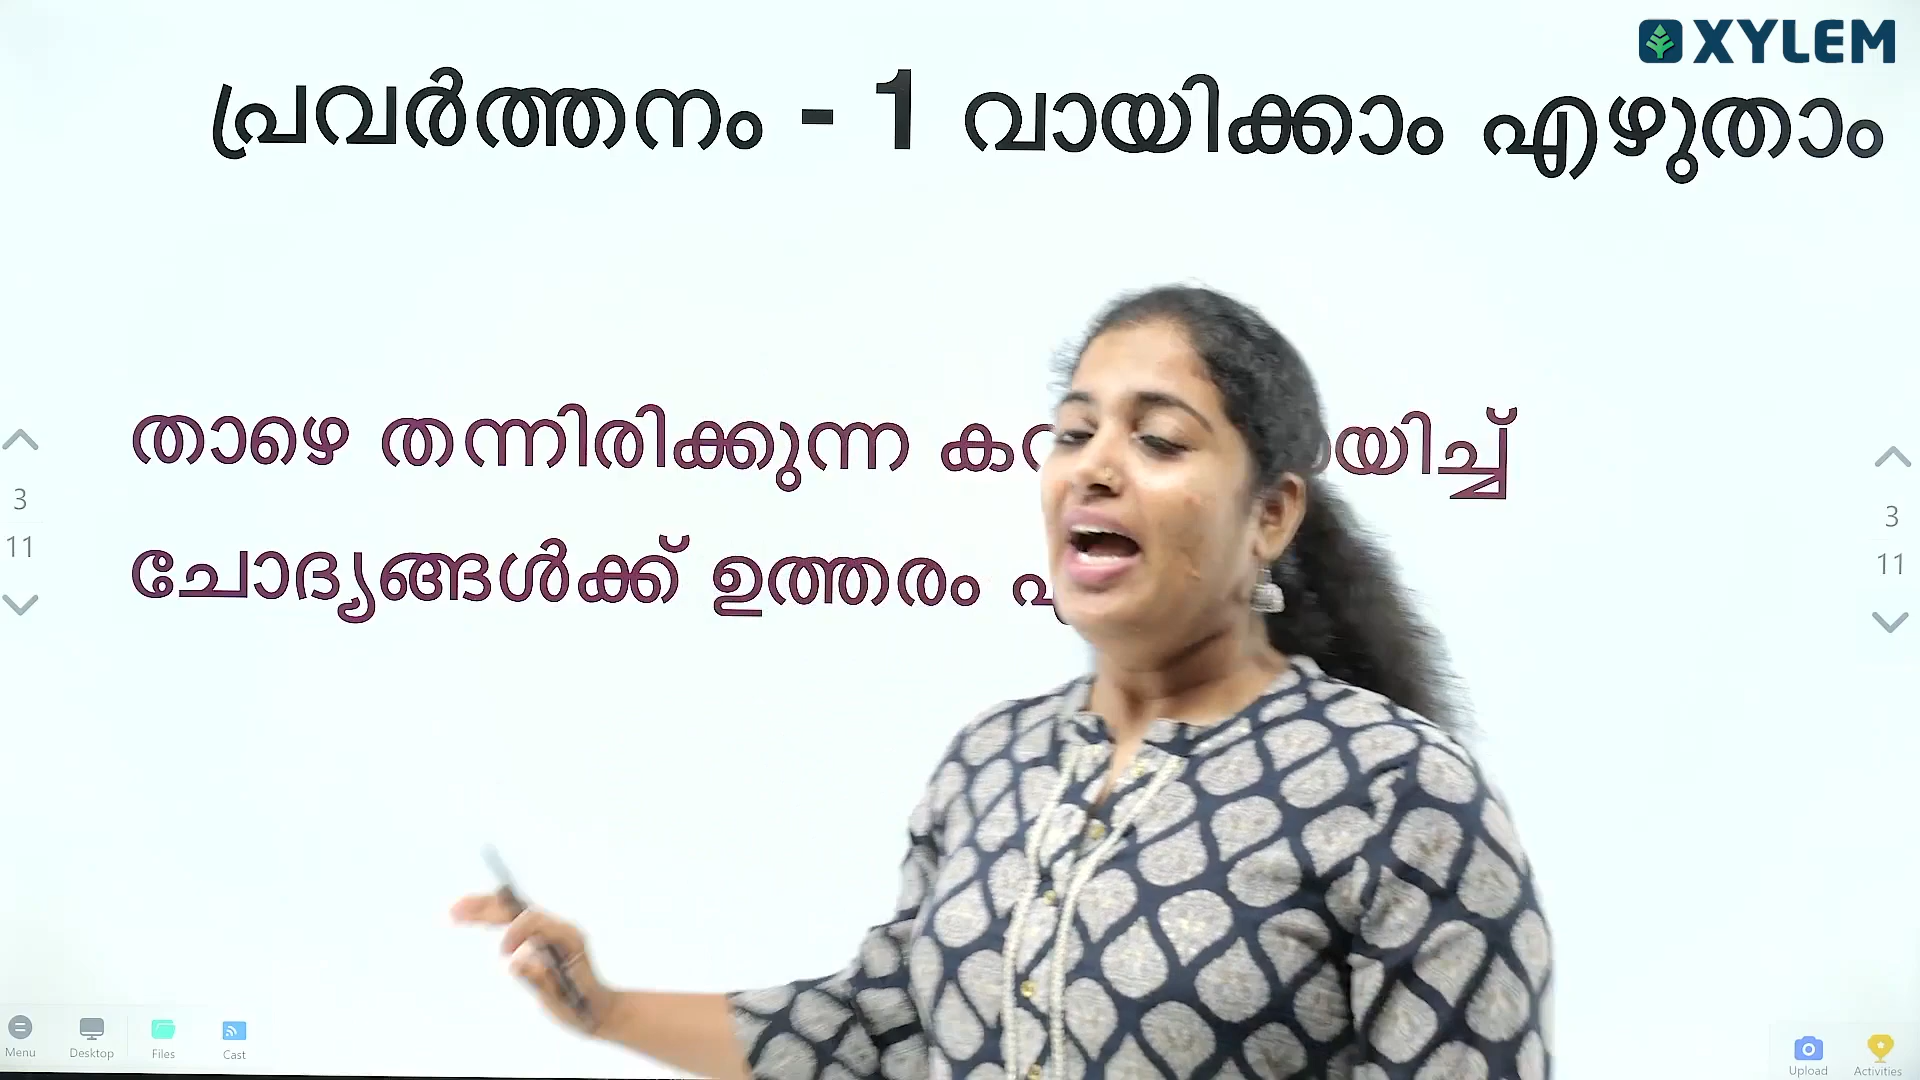 XYLEM
പ്രവർത്തനം - 1 വായിക്കാം എഴുതാം
താഴെ തന്നിരിക്കുന്ന
ചോദ്യങ്ങൾക്ക് ഉത്തരം
3
11
3
11
Menu
Desktop
Files
Cast
Upload
Activities